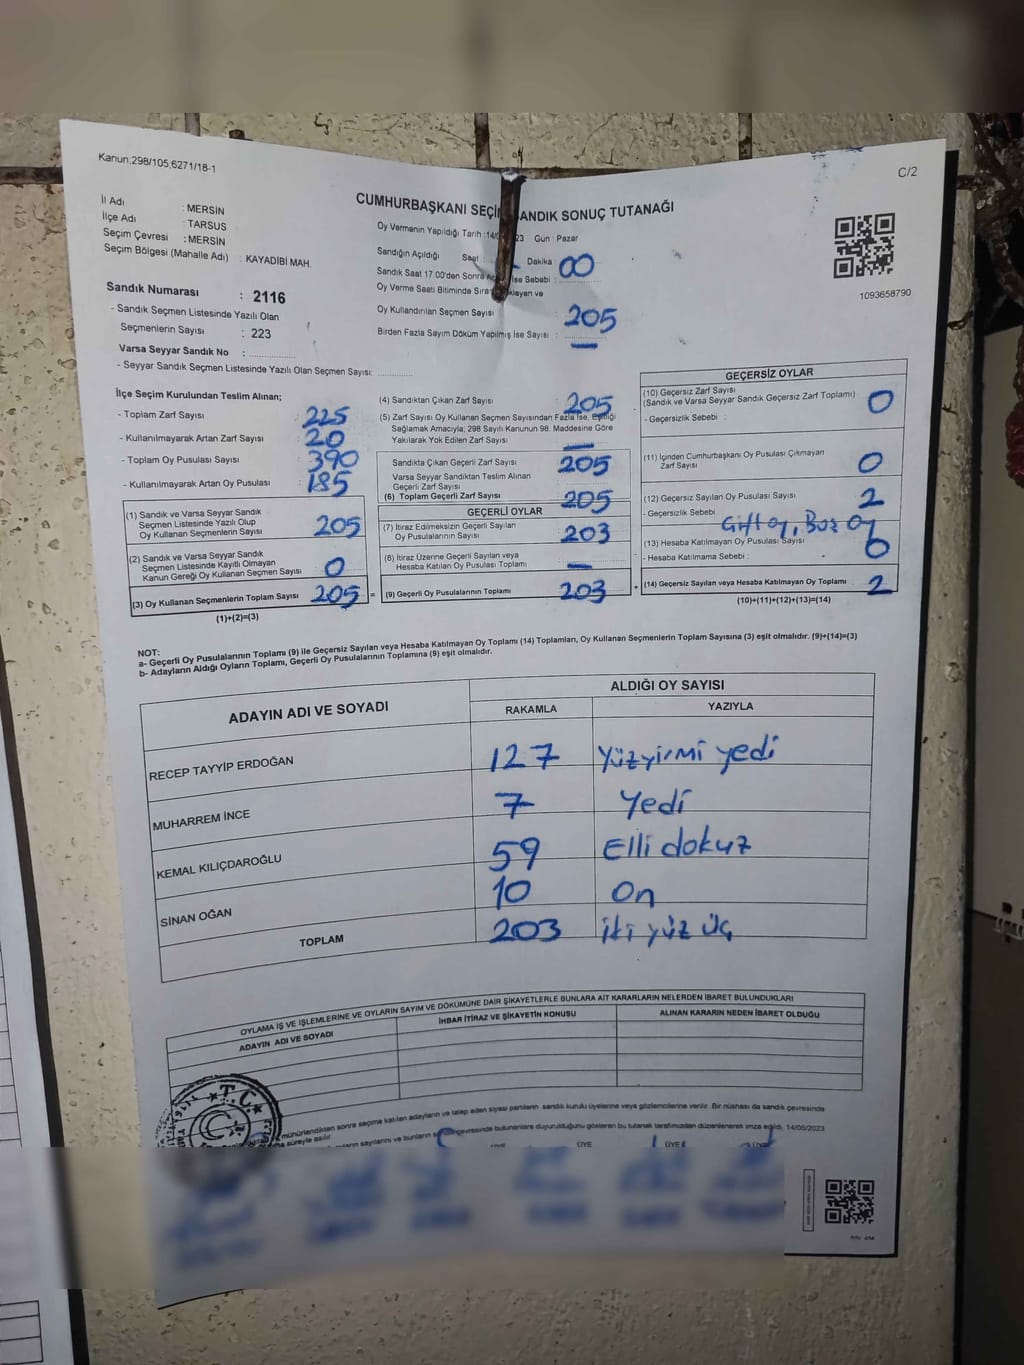 Kanun.298/105,6271/18-1
C/2
İl Adı : MERSİN
İlçe Adı : TARSUS
Seçim Çevresi : MERSİN
Seçim Bölgesi (Mahalle Adı) : KAYADİBİ MAH.
CUMHURBAŞKANI SEÇİ ANDIK SONUÇ TUTANAĞI
Oy Vermenin Yapıldığı Tarih :14/ 23 Gün : Pazar
Sandığın Açıldığı Saat : Dakika 00
Sandık Saat 17:00'den Sonra ise Sebebi :
Oy Verme Saati Bitiminde Sıra ekleyen ve
Oy Kullandırılan Seçmen Sayısı : 205
Birden Fazla Sayım Döküm Yapılmış İse Sayısı : —
1093658790
Sandık Numarası : 2116
- Sandık Seçmen Listesinde Yazılı Olan
Seçmenlerin Sayısı : 223
Varsa Seyyar Sandık No :
- Seyyar Sandık Seçmen Listesinde Yazılı Olan Seçmen Sayısı:
İlçe Seçim Kurulundan Teslim Alınan;
- Toplam Zarf Sayısı : 225
- Kullanılmayarak Artan Zarf Sayısı : 20
- Toplam Oy Pusulası Sayısı : 390
- Kullanılmayarak Artan Oy Pusulası : 185
(1) Sandık ve Varsa Seyyar Sandık
Seçmen Listesinde Yazılı Olup
Oy Kullanan Seçmenlerin Sayısı : 205
(2) Sandık ve Varsa Seyyar Sandık
Seçmen Listesinde Kayıtlı Olmayan
Kanun Gereği Oy Kullanan Seçmen Sayısı : 0
(3) Oy Kullanan Seçmenlerin Toplam Sayısı : 205 =
(1)+(2)=(3)
(4) Sandıktan Çıkan Zarf Sayısı : 205
(5) Zarf Sayısı Oy Kullanan Seçmen Sayısından Fazla İse, Eşitliği
Sağlamak Amacıyla; 298 Sayılı Kanunun 98. Maddesine Göre
Yakılarak Yok Edilen Zarf Sayısı : —
Sandıkta Çıkan Geçerli Zarf Sayısı : 205
Varsa Seyyar Sandıktan Teslim Alınan
Geçerli Zarf Sayısı
(6) Toplam Geçerli Zarf Sayısı : 205
GEÇERLİ OYLAR
(7) İtiraz Edilmeksizin Geçerli Sayılan
Oy Pusulalarının Sayısı : 203
(8) İtiraz Üzerine Geçerli Sayılan veya
Hesaba Katılan Oy Pusulası Toplamı : —
(9) Geçerli Oy Pusulalarının Toplamı : 203 +
GEÇERSİZ OYLAR
(10) Geçersiz Zarf Sayısı
(Sandık ve Varsa Seyyar Sandık Geçersiz Zarf Toplamı) : 0
- Geçersizlik Sebebi :
(11) İçinden Cumhurbaşkanı Oy Pusulası Çıkmayan
Zarf Sayısı : 0
(12) Geçersiz Sayılan Oy Pusulası Sayısı : 2
- Geçersizlik Sebebi : Çift oy, Boş Oy
(13) Hesaba Katılmayan Oy Pusulası Sayısı : 0
- Hesaba Katılmama Sebebi :
(14) Geçersiz Sayılan veya Hesaba Katılmayan Oy Toplamı : 2
(10)+(11)+(12)+(13)=(14)
NOT:
a- Geçerli Oy Pusulalarının Toplamı (9) ile Geçersiz Sayılan veya Hesaba Katılmayan Oy Toplamı (14) Toplamları, Oy Kullanan Seçmenlerin Toplam Sayısına (3) eşit olmalıdır. (9)+(14)=(3)
b- Adayların Aldığı Oyların Toplamı, Geçerli Oy Pusulalarının Toplamına (9) eşit olmalıdır.
ADAYIN ADI VE SOYADI
ALDIĞI OY SAYISI
RAKAMLA YAZIYLA
RECEP TAYYİP ERDOĞAN 127 Yüzyirmi yedi
MUHARREM İNCE 7 Yedi
KEMAL KILIÇDAROĞLU 59 Elli dokuz
SİNAN OĞAN 10 On
TOPLAM 203 iki yüz üç
OYLAMA İŞ VE İŞLEMLERİNE VE OYLARIN SAYIM VE DÖKÜMÜNE DAİR ŞİKAYETLERLE BUNLARA AİT KARARLARIN NELERDEN İBARET BULUNDUKLARI
ADAYIN ADI VE SOYADI İHBAR İTİRAZ VE ŞİKAYETİN KONUSU ALINAN KARARIN NEDEN İBARET OLDUĞU
T.C.
mühürlendikten sonra seçime katılan adayların ve talep eden siyasi partilerin sandık kurulu üyelerine veya gözlemcilerine verilir. Bir nüshası da sandık çevresinde
süreyle asılır
sayılarını ve bunların çevresinde bulunanlara duyurulduğunu gösteren bu tutanak tarafımızdan düzenlenerek imza edildi. 14/05/2023
ÜYE ÜYE ÜYE